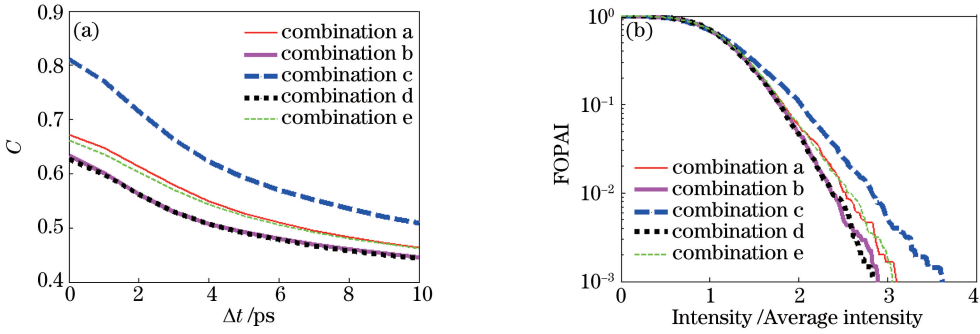 (a)
combination a
combination b
combination c
combination d
combination e
0.9
0.8
0.7
0.6
0.5
0.4
C
0 2 4 6 8 10
Δt /ps
(b)
combination a
combination b
combination c
combination d
combination e
10⁰
10⁻¹
10⁻²
10⁻³
FOPAI
0 1 2 3 4
Intensity /Average intensity